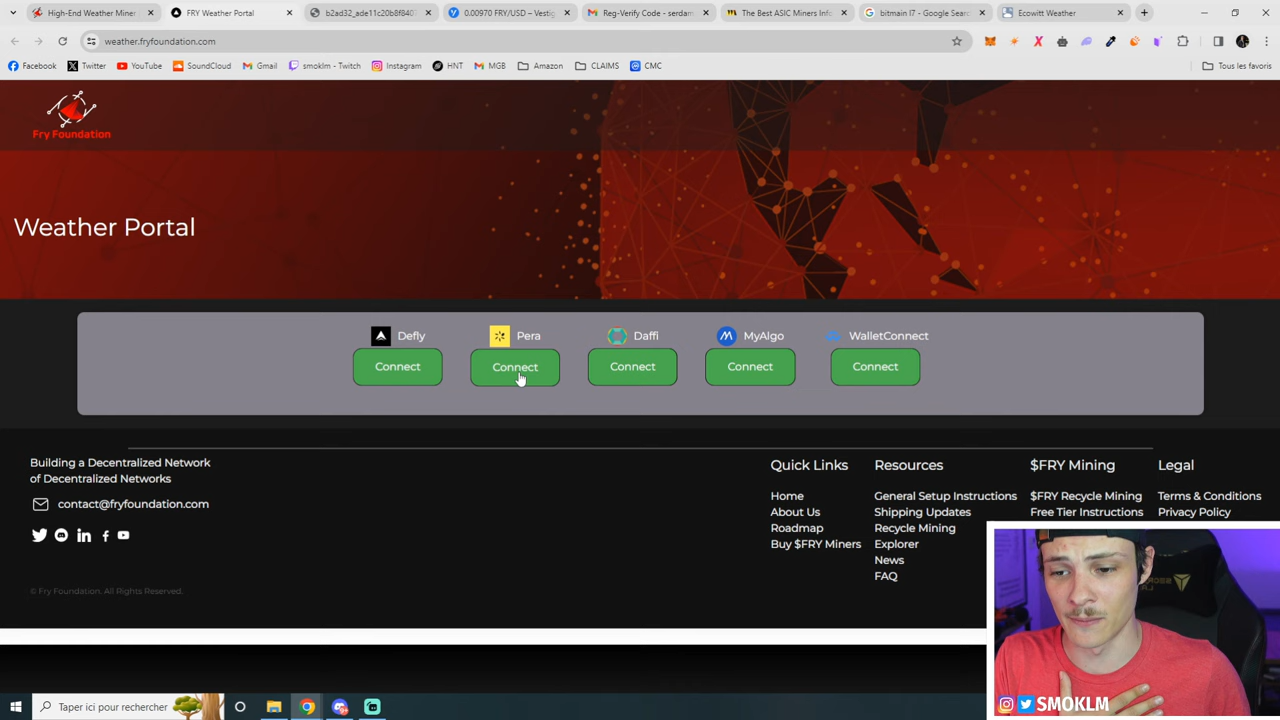 High-End Weather Miner
FRY Weather Portal
b2ad32_ade11c20b8f8407
0.00970 FRY/USD – Vestig
Reg-Verify Code - serdam
The Best ASIC Miners Info
bitmain l7 - Google Search
Ecowitt Weather
weather.fryfoundation.com
Facebook
Twitter
YouTube
SoundCloud
Gmail
smoklm - Twitch
Instagram
HNT
MGB
Amazon
CLAIMS
CMC
Tous les favoris
Fry Foundation
Weather Portal
Defly
Pera
Daffi
MyAlgo
WalletConnect
Connect
Connect
Connect
Connect
Connect
Building a Decentralized Network
of Decentralized Networks
contact@fryfoundation.com
© Fry Foundation. All Rights Reserved.
Quick Links
Home
About Us
Roadmap
Buy $FRY Miners
Resources
General Setup Instructions
Shipping Updates
Recycle Mining
Explorer
News
FAQ
$FRY Mining
$FRY Recycle Mining
Free Tier Instructions
Legal
Terms & Conditions
Privacy Policy
SMOKLM
Taper ici pour rechercher